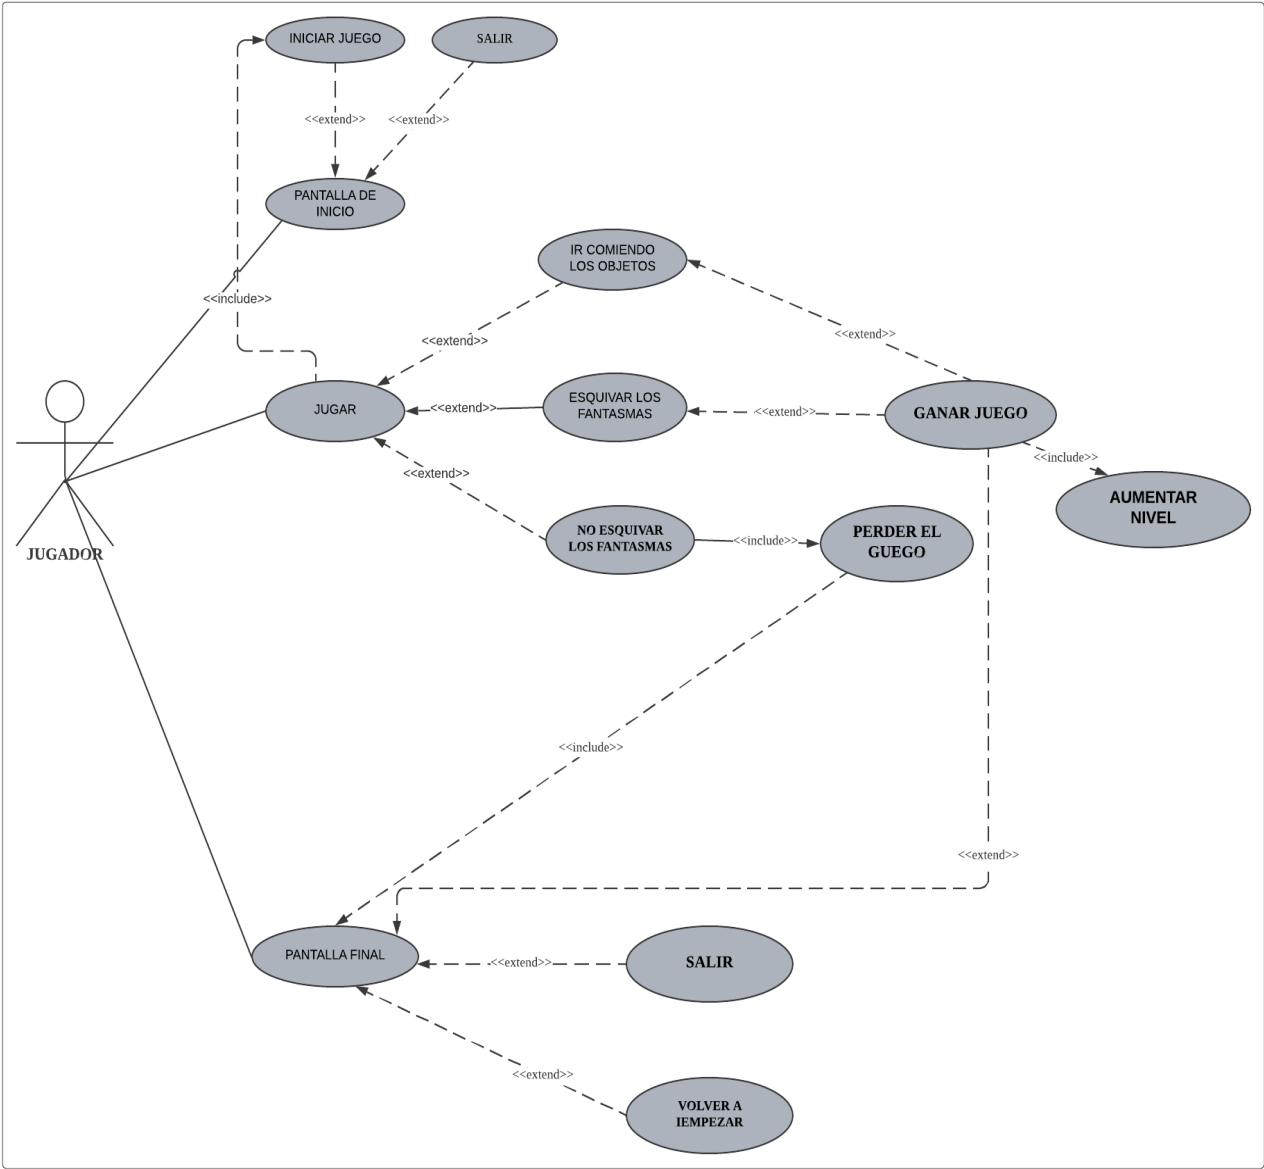 INICIAR JUEGO
SALIR
<<extend>>
<<extend>>
PANTALLA DE
INICIO
IR COMIENDO
LOS OBJETOS
<<include>>
<<extend>>
<<extend>>
JUGAR
<<extend>>
ESQUIVAR LOS
FANTASMAS
<<extend>>
GANAR JUEGO
<<include>>
<<extend>>
AUMENTAR
NIVEL
NO ESQUIVAR
LOS FANTASMAS
<<include>>
PERDER EL
GUEGO
JUGADOR
<<include>>
<<extend>>
PANTALLA FINAL
<<extend>>
SALIR
<<extend>>
VOLVER A
IEMPEZAR